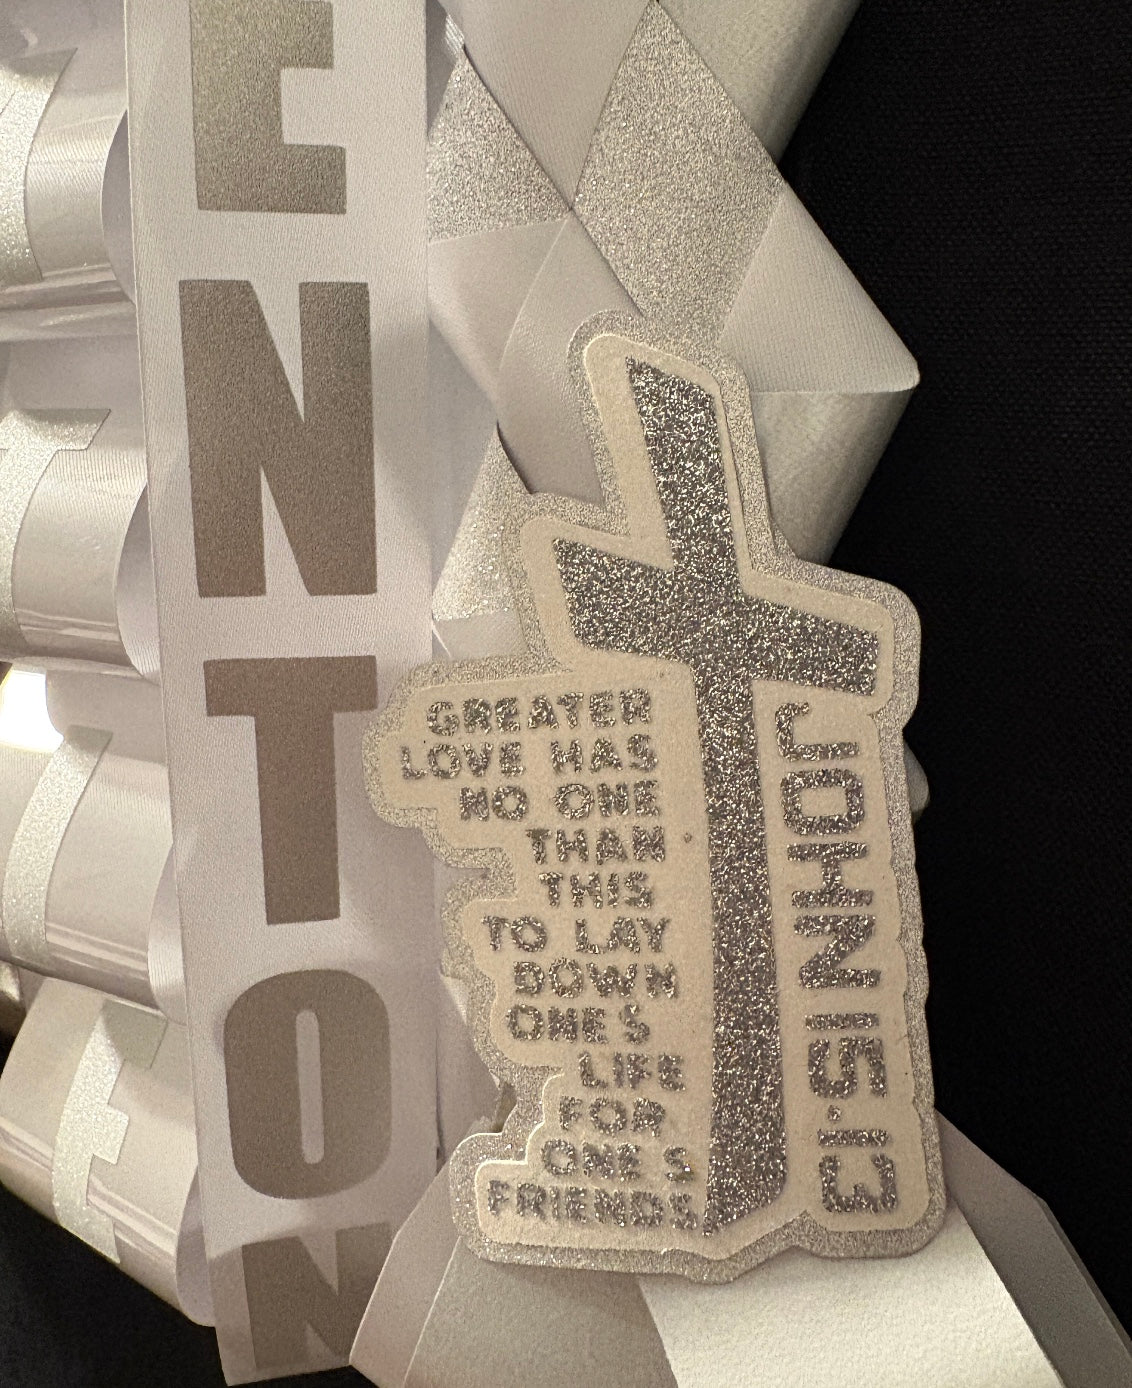 ENTON
GREATER
LOVE HAS
NO ONE
THAN
THIS
TO LAY
DOWN
ONE'S
LIFE
FOR
ONE S
FRIENDS
JOHN 15:13